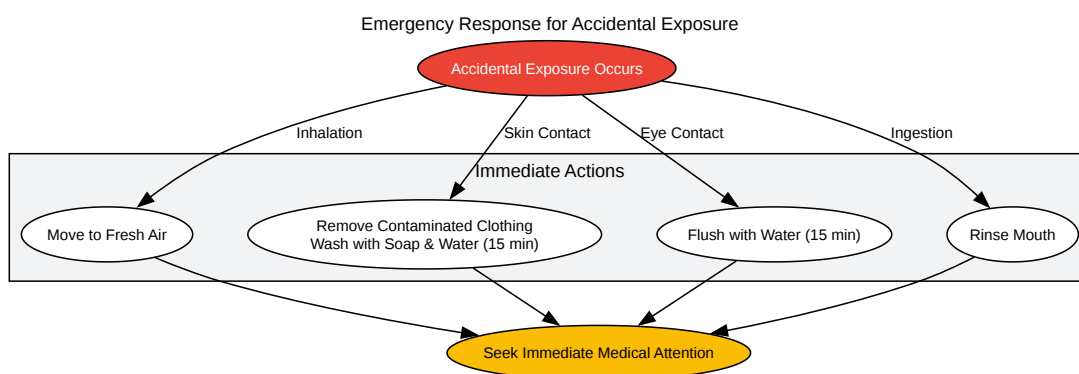 Emergency Response for Accidental Exposure
Accidental Exposure Occurs
Inhalation
Skin Contact
Eye Contact
Ingestion
Immediate Actions
Move to Fresh Air
Remove Contaminated Clothing
Wash with Soap & Water (15 min)
Flush with Water (15 min)
Rinse Mouth
Seek Immediate Medical Attention